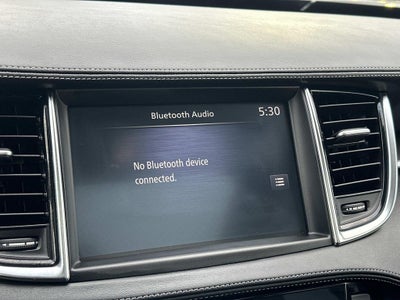 Bluetooth Audio 5:30
No Bluetooth device
connected.